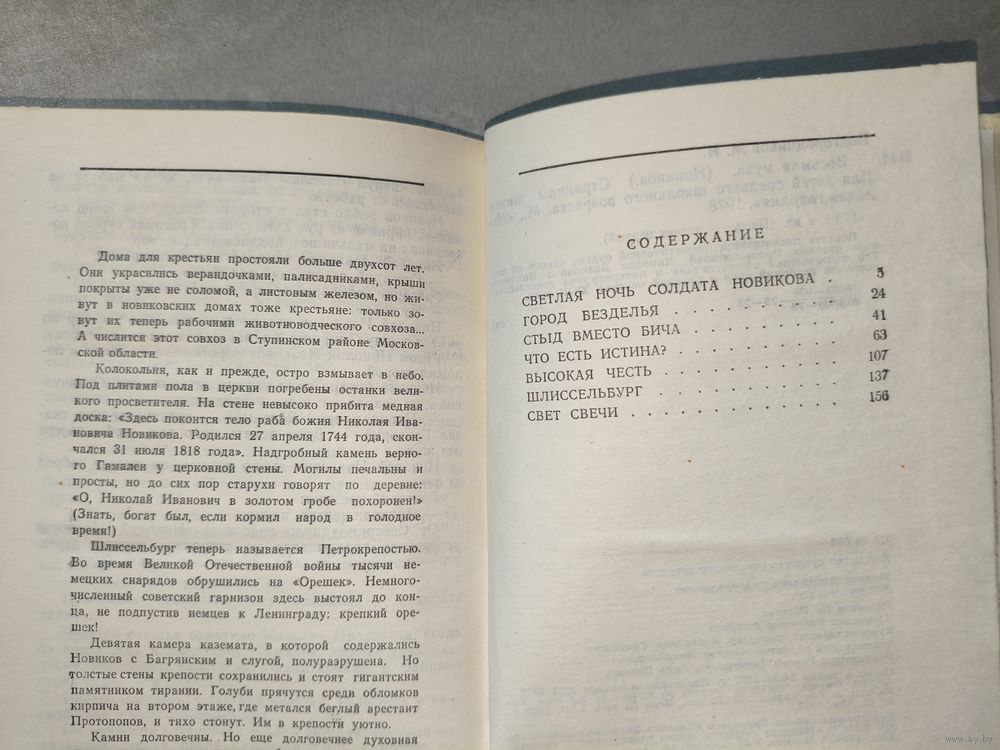 Дома для крестьян простояли больше двухсот лет.
Они украсились верандочками, палисадниками, крыши
покрыты уже не соломой, а листовым железом, но жи-
вут в новиковских домах тоже крестьяне: только зо-
вут их теперь рабочими животноводческого совхоза...
А числится этот совхоз в Ступинском районе Москов-
ской области.
Колокольня, как и прежде, остро взмывает в небо.
Под плитами пола в церкви погребены останки вели-
кого просветителя. На стене невысоко прибита медная
доска: «Здесь покоится тело раба божия Николая Ива-
новича Новикова. Родился 27 апреля 1744 года, скон-
чался 31 июля 1818 года». Надгробный камень верно-
го Гамалеи у церковной стены. Могилы печальны и
просты, но до сих пор старухи говорят по деревне:
«О, Николай Иванович в золотом гробе похоронен!»
(Знать, богат был, если кормил народ в голодное
время!)
Шлиссельбург теперь называется Петрокрепостью.
Во время Великой Отечественной войны тысячи не-
мецких снарядов обрушились на «Орешек». Немного-
численный советский гарнизон здесь выстоял до кон-
ца, не подпустив немцев к Ленинграду: крепкий оре-
шек!
Девятая камера каземата, в которой содержались
Новиков с Багрянским и слугой, полуразрушена. Но
толстые стены крепости сохранились и стоят гигантским
памятником тирании. Голуби прячутся среди обломков
кирпича на втором этаже, где метался беглый арестант
Протопопов, и тихо стонут. Им в крепости уютно.
Камни долговечны. Но еще долговечнее духовная
СОДЕРЖАНИЕ
СВЕТЛАЯ НОЧЬ СОЛДАТА НОВИКОВА . 5
ГОРОД БЕЗДЕЛЬЯ . . . . . . . . . 24
СТЫД ВМЕСТО БИЧА . . . . . . . . 41
ЧТО ЕСТЬ ИСТИНА? . . . . . . . . 63
ВЫСОКАЯ ЧЕСТЬ . . . . . . . . . 107
ШЛИССЕЛЬБУРГ . . . . . . . . . 137
СВЕТ СВЕЧИ . . . . . . . . . . 156
www.ay.by